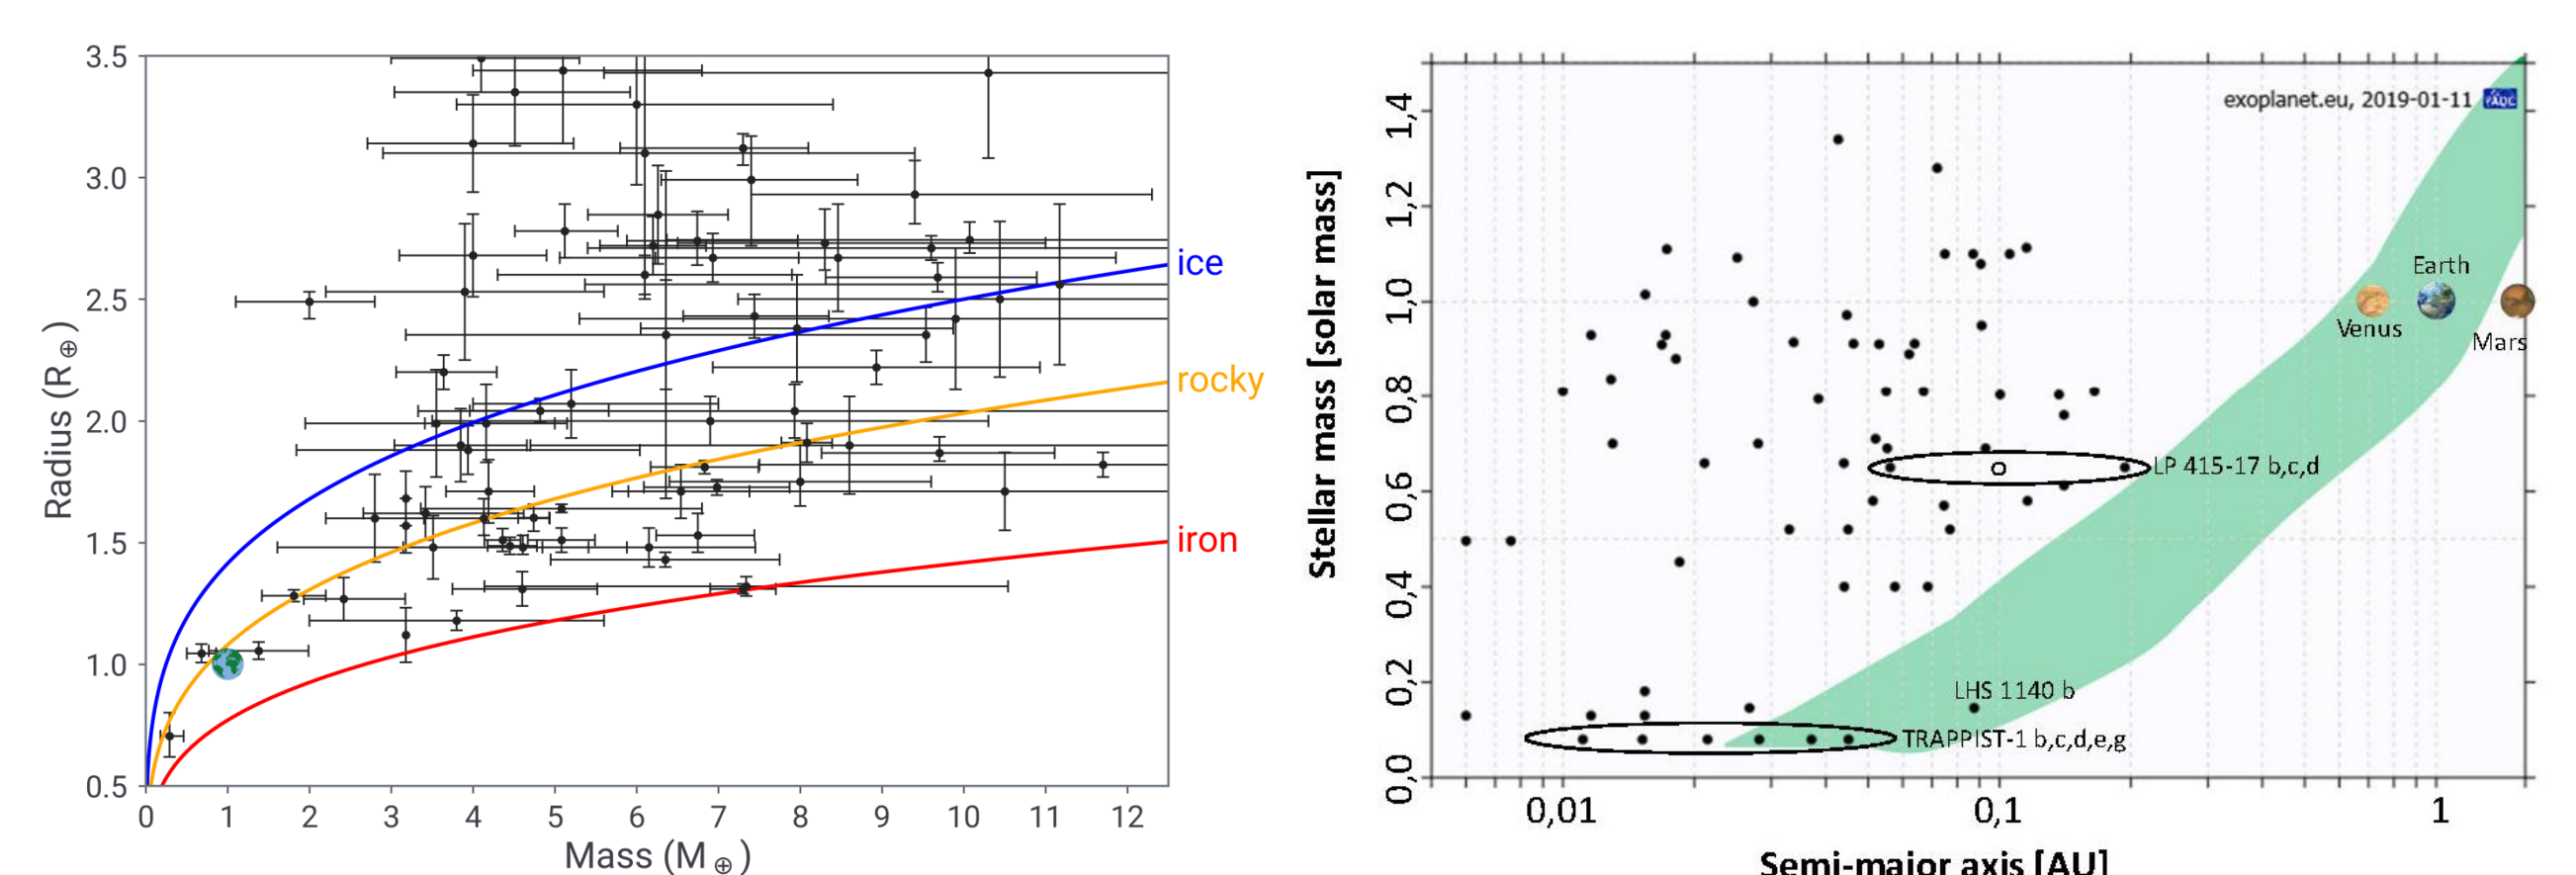 3.5
3.0
2.5
2.0
1.5
1.0
0.5
Radius (R⊕)
0 1 2 3 4 5 6 7 8 9 10 11 12
Mass (M⊕)
ice
rocky
iron
exoplanet.eu, 2019-01-11
1,4
1,2
1,0
0,8
0,6
0,4
0,2
0,0
Stellar mass [solar mass]
Earth
Venus
Mars
LP 415-17 b,c,d
LHS 1140 b
TRAPPIST-1 b,c,d,e,g
0,01 0,1 1
Semi-major axis [AU]